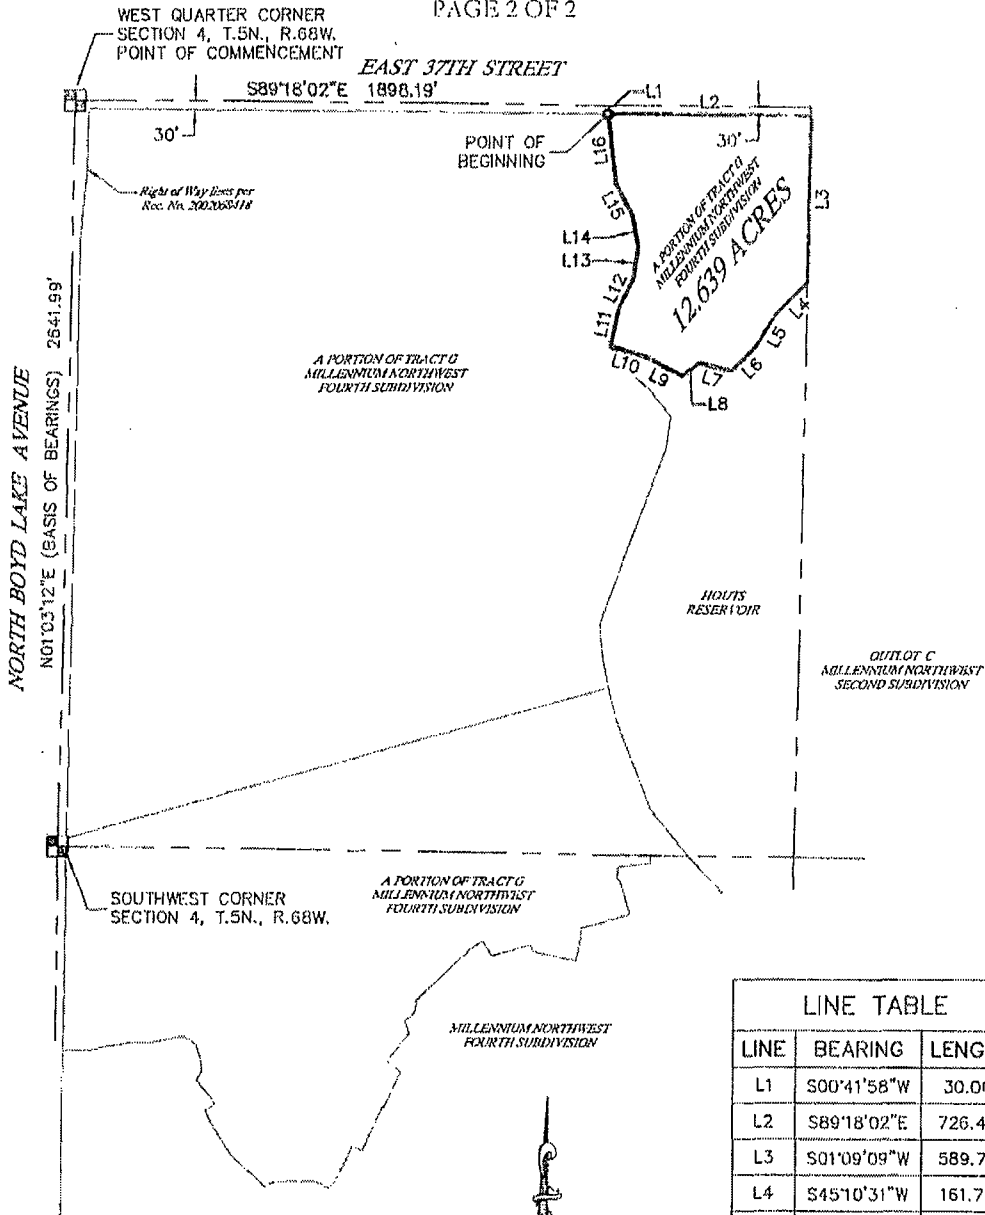 PAGE 2 OF 2
WEST QUARTER CORNER
SECTION 4, T.5N., R.68W.
POINT OF COMMENCEMENT
EAST 37TH STREET
S89°18'02"E 1898.19'
L1
L2
30'
30'
POINT OF
BEGINNING
L16
L15
L14
L13
L12
L11
L10
L9
L8
L7
L6
L5
L4
L3
A PORTION OF TRACT G
MILLENNIUM NORTHWEST
FOURTH SUBDIVISION
12.639 ACRES
Right of Way lines per
Rec. No.
NORTH BOYD LAKE AVENUE
N01°03'12"E (BASIS OF BEARINGS) 2641.99'
A PORTION OF TRACT G
MILLENNIUM NORTHWEST
FOURTH SUBDIVISION
HOUTS
RESERVOIR
OUTLOT C
MILLENNIUM NORTHWEST
SECOND SUBDIVISION
SOUTHWEST CORNER
SECTION 4, T.5N., R.68W.
A PORTION OF TRACT G
MILLENNIUM NORTHWEST
FOURTH SUBDIVISION
MILLENNIUM NORTHWEST
FOURTH SUBDIVISION
LINE TABLE
LINE BEARING LENG
L1 S00°41'58"W 30.00
L2 S89°18'02"E 726.4
L3 S01°09'09"W 589.7
L4 S45°10'31"W 161.7